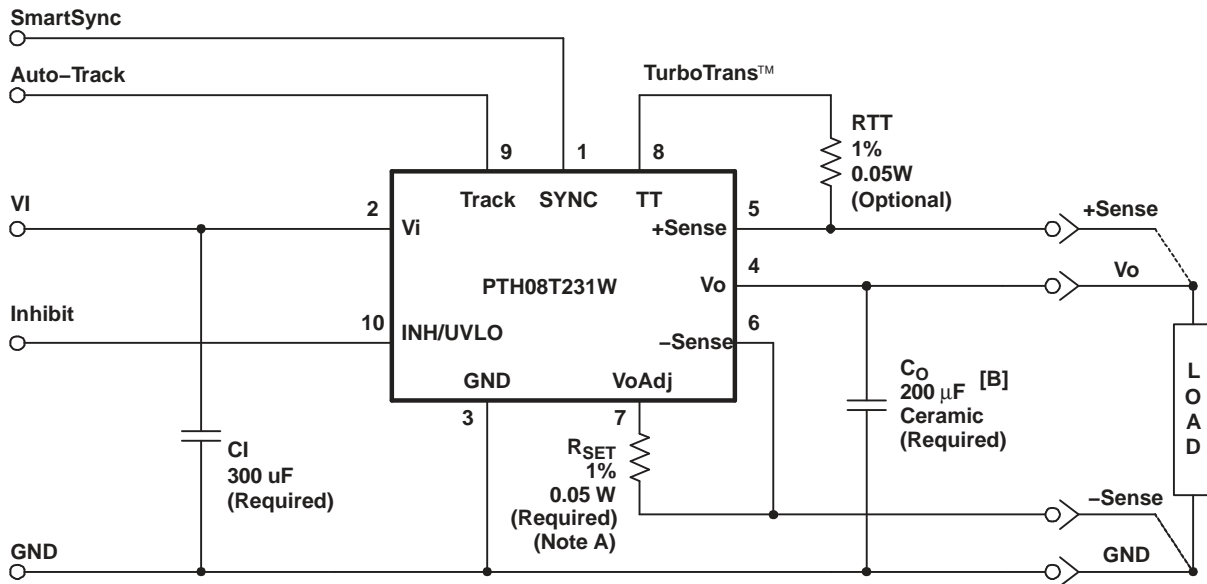 SmartSync
Auto−Track
TurboTrans™
RTT
1%
0.05W
(Optional)
9
1
8
Track
SYNC
TT
VI
2
Vi
5
+Sense
+Sense
4
Vo
Vo
PTH08T231W
Inhibit
10
INH/UVLO
6
−Sense
GND
VoAdj
3
7
CO
200 μF [B]
Ceramic
(Required)
LOAD
CI
300 uF
(Required)
RSET
1%
0.05 W
(Required)
(Note A)
−Sense
GND
GND